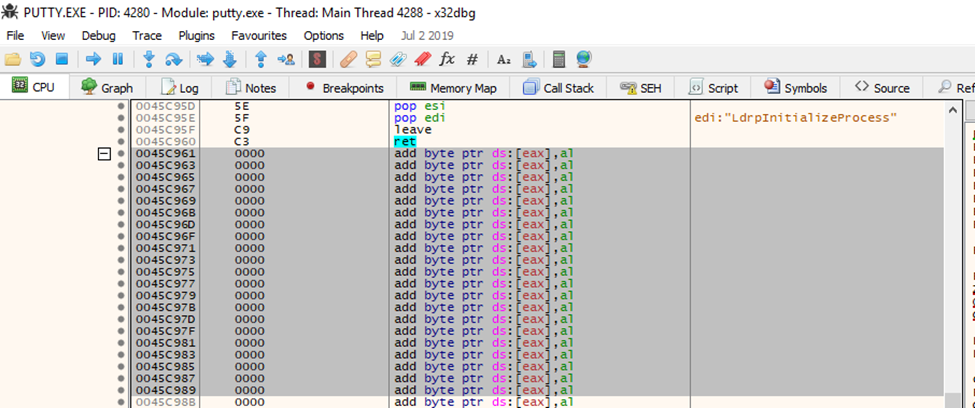 PUTTY.EXE - PID: 4280 - Module: putty.exe - Thread: Main Thread 4288 - x32dbg
File View Debug Trace Plugins Favourites Options Help Jul 2 2019
CPU Graph Log Notes Breakpoints Memory Map Call Stack SEH Script Symbols Source Ref
0045C95D 5E pop esi
0045C95E 5F pop edi edi:"LdrpInitializeProcess"
0045C95F C9 leave
0045C960 C3 ret
0045C961 0000 add byte ptr ds:[eax],al
0045C963 0000 add byte ptr ds:[eax],al
0045C965 0000 add byte ptr ds:[eax],al
0045C967 0000 add byte ptr ds:[eax],al
0045C969 0000 add byte ptr ds:[eax],al
0045C96B 0000 add byte ptr ds:[eax],al
0045C96D 0000 add byte ptr ds:[eax],al
0045C96F 0000 add byte ptr ds:[eax],al
0045C971 0000 add byte ptr ds:[eax],al
0045C973 0000 add byte ptr ds:[eax],al
0045C975 0000 add byte ptr ds:[eax],al
0045C977 0000 add byte ptr ds:[eax],al
0045C979 0000 add byte ptr ds:[eax],al
0045C97B 0000 add byte ptr ds:[eax],al
0045C97D 0000 add byte ptr ds:[eax],al
0045C97F 0000 add byte ptr ds:[eax],al
0045C981 0000 add byte ptr ds:[eax],al
0045C983 0000 add byte ptr ds:[eax],al
0045C985 0000 add byte ptr ds:[eax],al
0045C987 0000 add byte ptr ds:[eax],al
0045C989 0000 add byte ptr ds:[eax],al
0045C98B 0000 add byte ptr ds:[eax],al